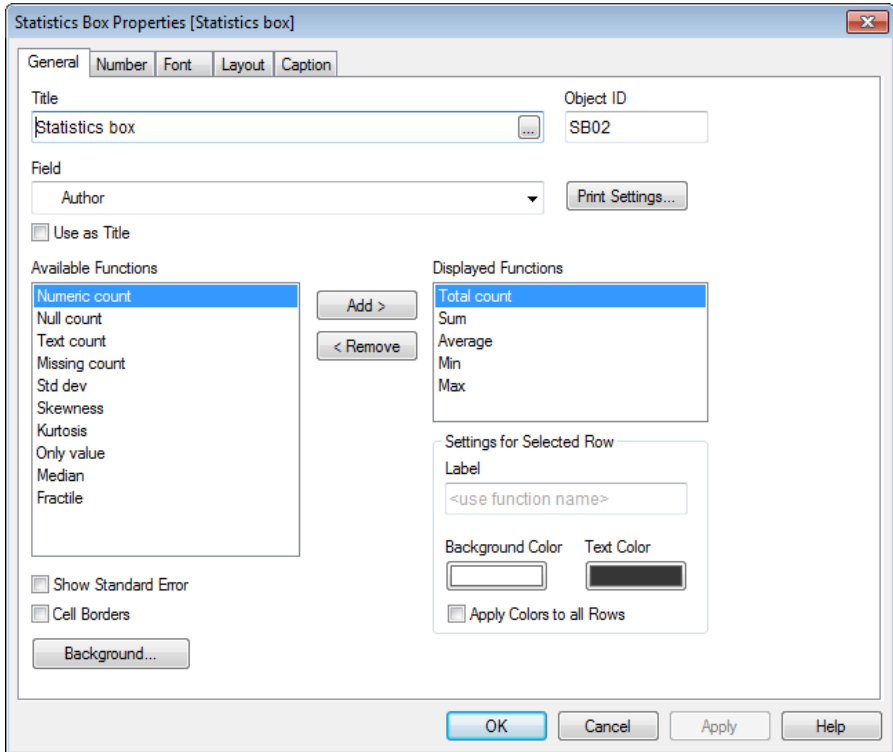 Statistics Box Properties [Statistics box]
General Number Font Layout Caption
Title Object ID
Statistics box ... SB02
Field
Author Print Settings...
Use as Title
Available Functions
Numeric count
Null count
Text count
Missing count
Std dev
Skewness
Kurtosis
Only value
Median
Fractile
Add >
< Remove
Displayed Functions
Total count
Sum
Average
Min
Max
Settings for Selected Row
Label
<use function name>
Background Color Text Color
Apply Colors to all Rows
Show Standard Error
Cell Borders
Background...
OK Cancel Apply Help